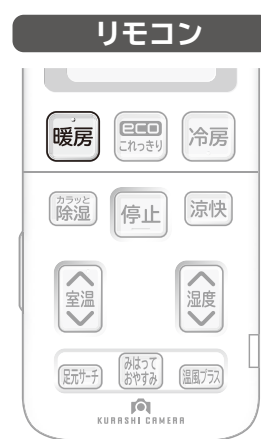 リモコン
暖房
eco
これっきり
冷房
カラッと
除湿
停止
涼快
室温
湿度
足元サーチ
みはって
おやすみ
温風プラス
KURASHI CAMERA